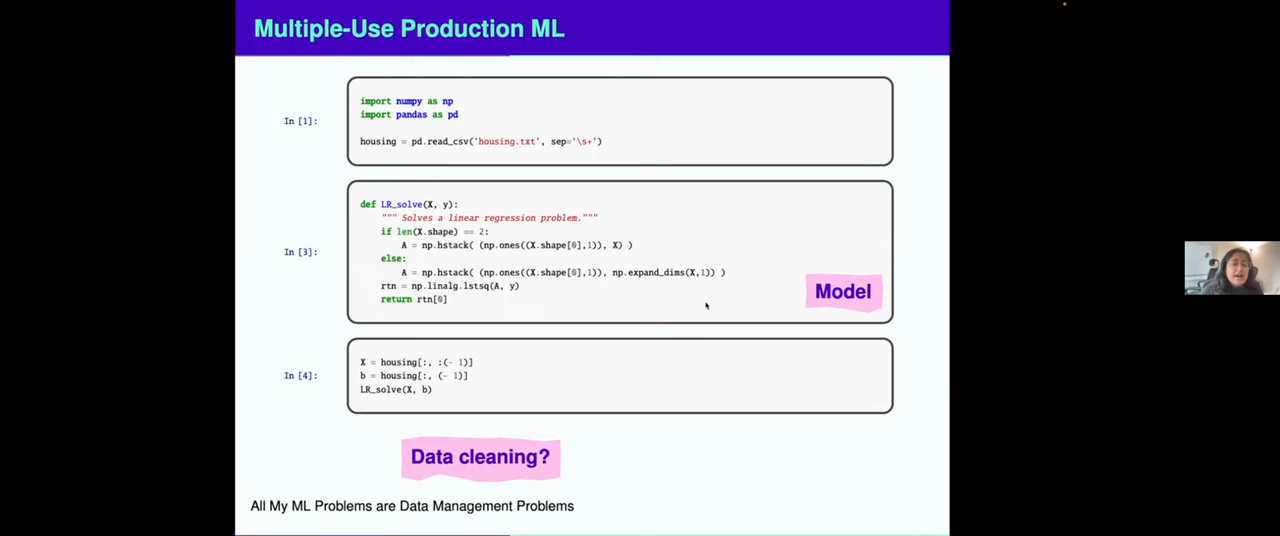 Multiple-Use Production ML
In [1]:
import numpy as np
import pandas as pd
housing = pd.read_csv('housing.txt', sep='\s+')
In [3]:
def LR_solve(X, y):
""" Solves a linear regression problem."""
if len(X.shape) == 2:
A = np.hstack( (np.ones((X.shape[0],1)), X) )
else:
A = np.hstack( (np.ones((X.shape[0],1)), np.expand_dims(X,1)) )
rtn = np.linalg.lstsq(A, y)
return rtn[0]
Model
In [4]:
X = housing[:, :(- 1)]
b = housing[:, (- 1)]
LR_solve(X, b)
Data cleaning?
All My ML Problems are Data Management Problems